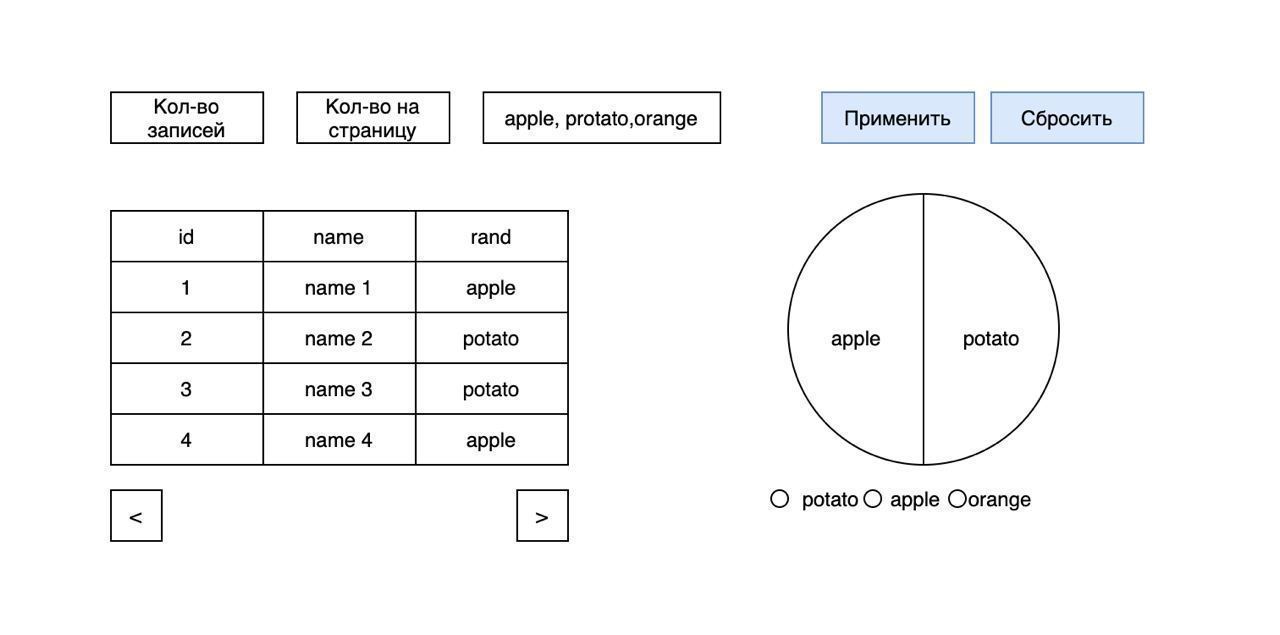 Кол-во
записей
Кол-во на
страницу
apple, protato,orange
Применить
Сбросить
id name rand
1 name 1 apple
2 name 2 potato
3 name 3 potato
4 name 4 apple
< >
apple potato
potato apple orange